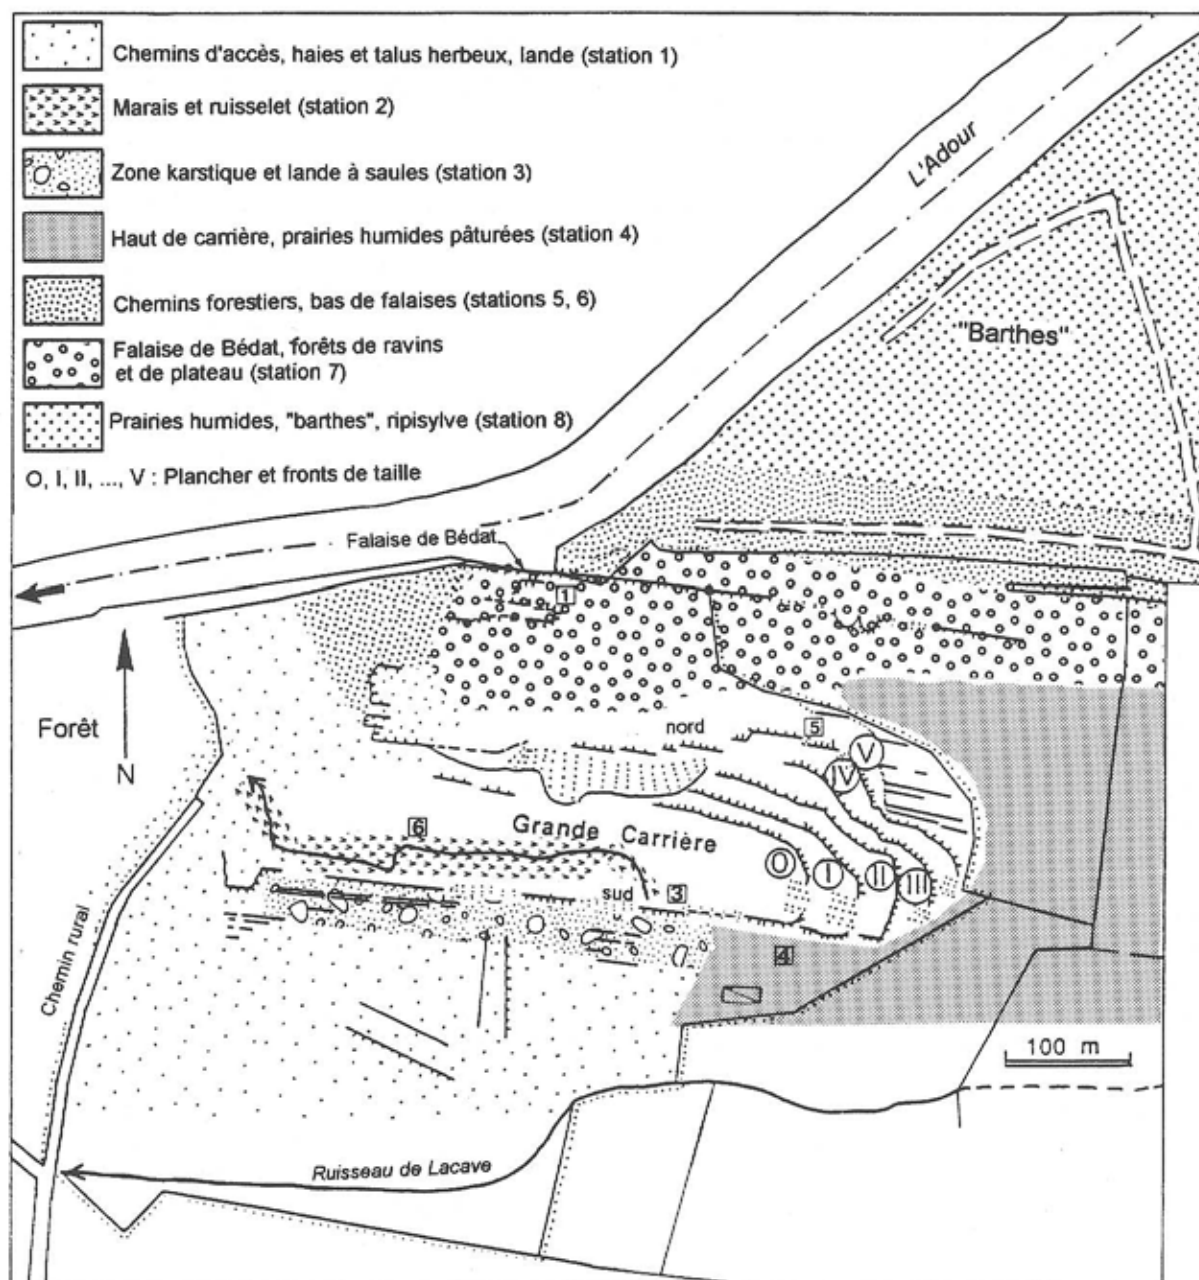 Chemins d'accès, haies et talus herbeux, lande (station 1)
Marais et ruisselet (station 2)
Zone karstique et lande à saules (station 3)
Haut de carrière, prairies humides pâturées (station 4)
Chemins forestiers, bas de falaises (stations 5, 6)
Falaise de Bédat, forêts de ravins
et de plateau (station 7)
Prairies humides, "barthes", ripisylve (station 8)
O, I, II, ..., V : Plancher et fronts de taille
L'Adour
"Barthes"
Falaise de Bédat
1
Forêt
N
nord
5
V
IV
6
Grande Carrière
O
I
II
III
sud
3
4
Chemin rural
100 m
Ruisseau de Lacave